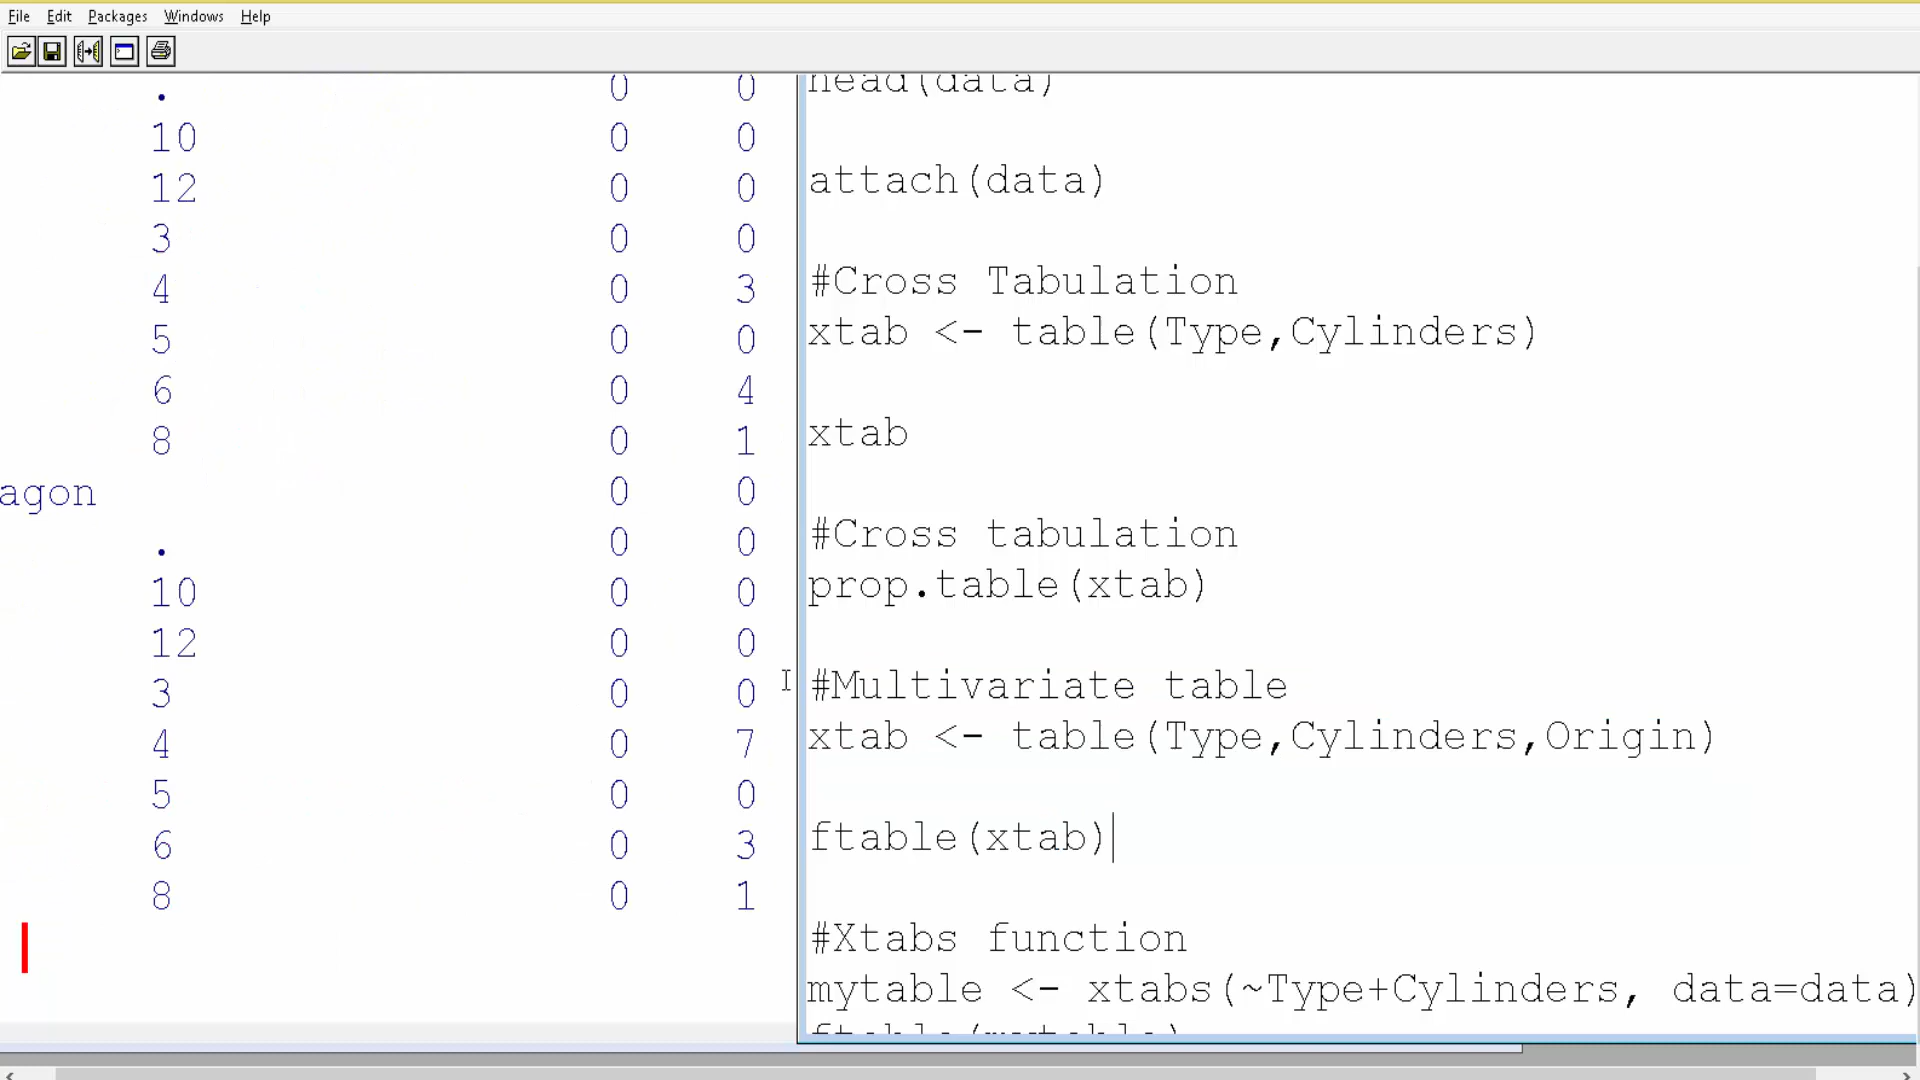 File Edit Packages Windows Help
. 0 0
10 0 0
12 0 0
3 0 0
4 0 3
5 0 0
6 0 4
8 0 1
agon 0 0
. 0 0
10 0 0
12 0 0
3 0 0
4 0 7
5 0 0
6 0 3
8 0 1
head(data)
attach(data)
#Cross Tabulation
xtab <- table(Type,Cylinders)
xtab
#Cross tabulation
prop.table(xtab)
#Multivariate table
xtab <- table(Type,Cylinders,Origin)
ftable(xtab)
#Xtabs function
mytable <- xtabs(~Type+Cylinders, data=data)
ftable(mytable)